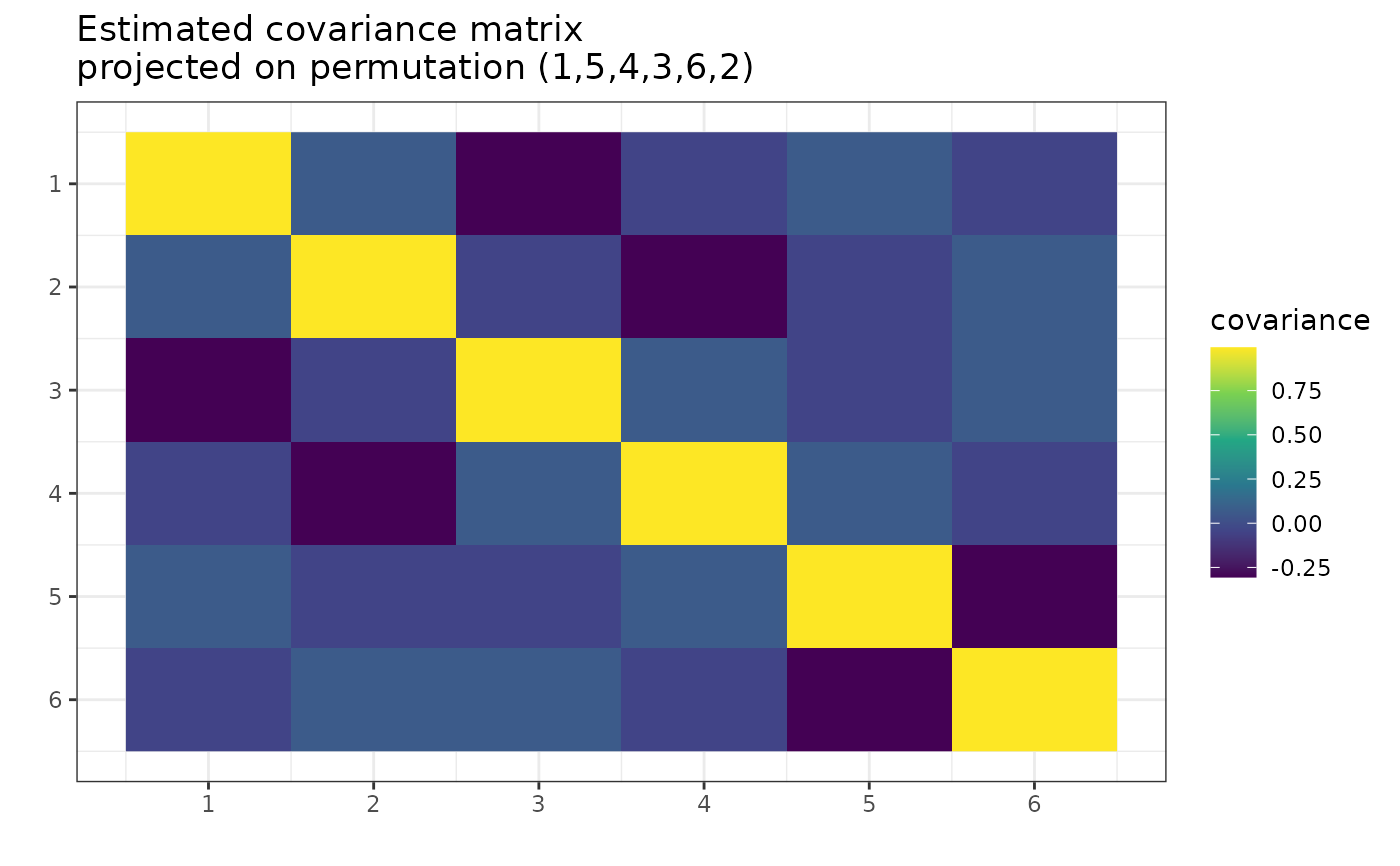 Estimated covariance matrix
projected on permutation (1,5,4,3,6,2)
1
2
3
4
5
6
1 2 3 4 5 6
covariance
0.75
0.50
0.25
0.00
-0.25